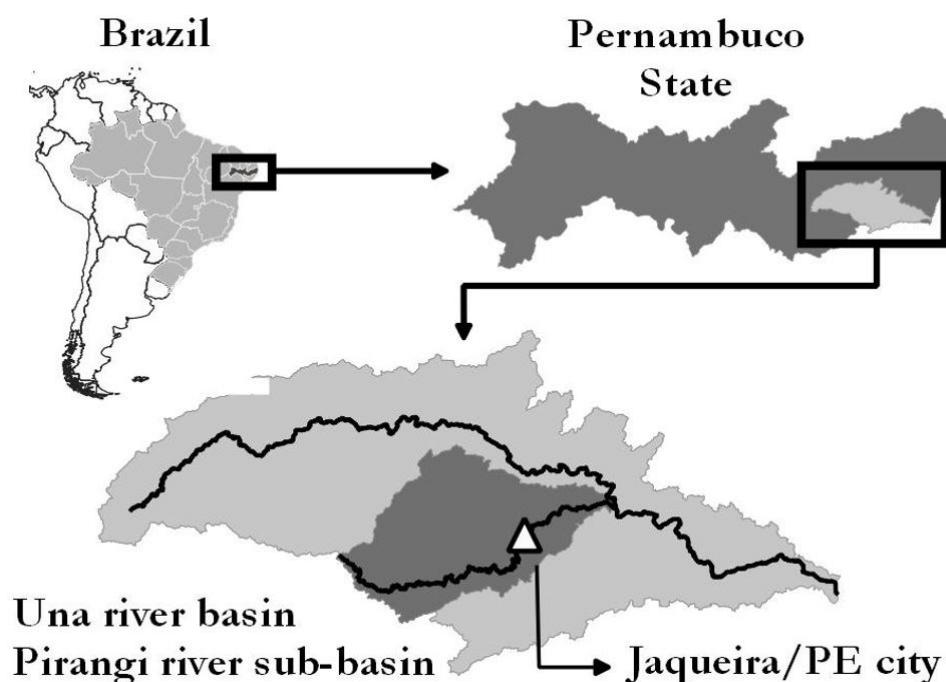 Brazil
Pernambuco
State
Una river basin
Pirangi river sub-basin
Jaqueira/PE city